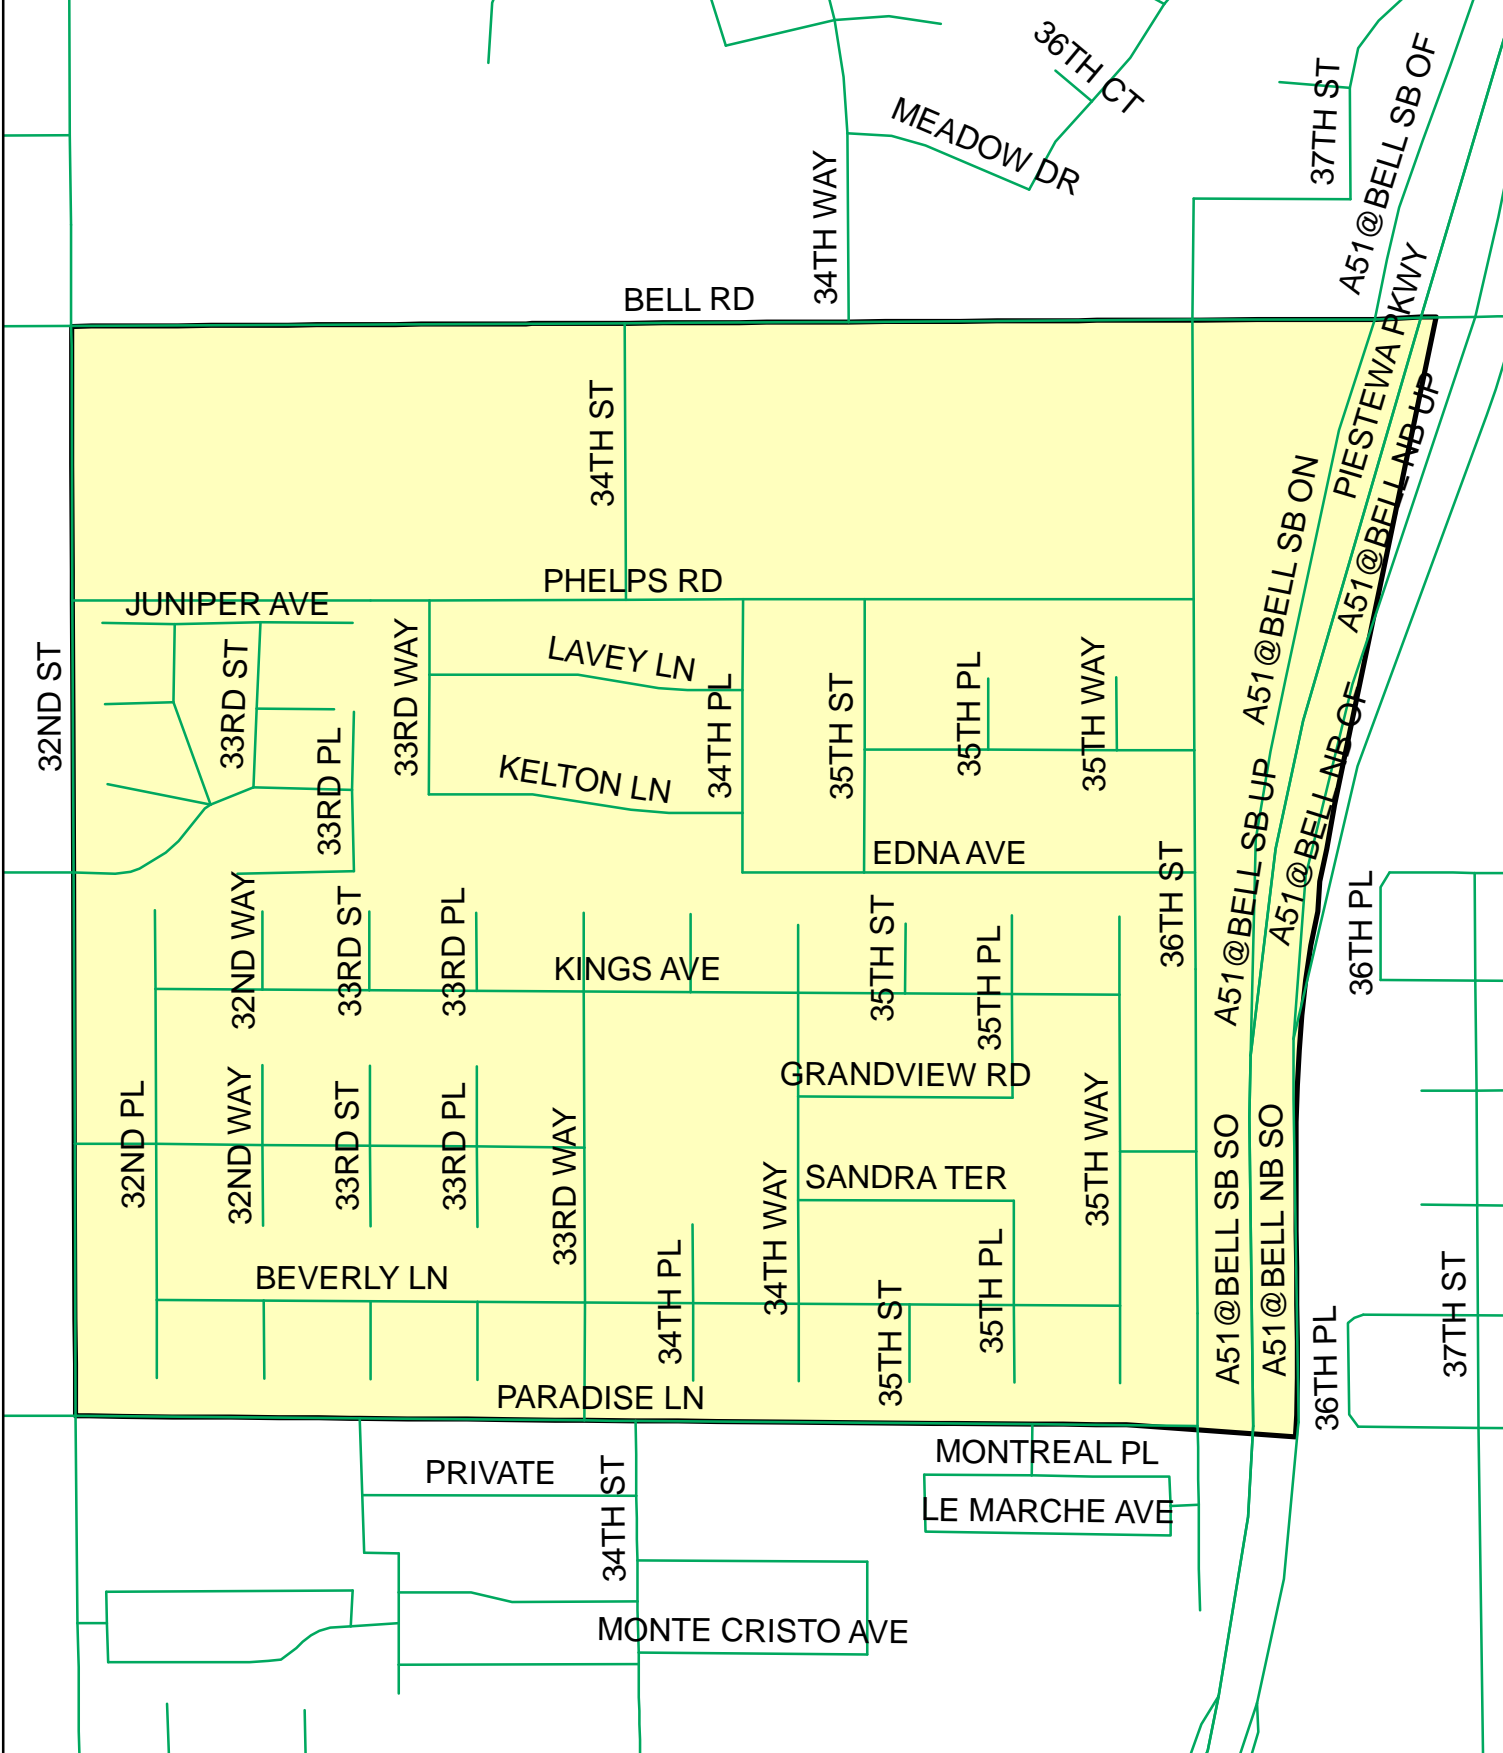 36TH CT
37TH ST
A51@BELL SB OF
MEADOW DR
34TH WAY
BELL RD
PIESTEWA PKWY
34TH ST
A51@BELL NB UP
A51@BELL SB ON
PHELPS RD
JUNIPER AVE
32ND ST
33RD ST
33RD WAY
LAVEY LN
34TH PL
35TH ST
35TH PL
35TH WAY
33RD PL
KELTON LN
A51@BELL NB OF
A51@BELL SB UP
EDNA AVE
36TH ST
36TH PL
32ND WAY
33RD ST
33RD PL
KINGS AVE
35TH ST
35TH PL
GRANDVIEW RD
32ND PL
32ND WAY
33RD ST
33RD PL
33RD WAY
34TH WAY
SANDRA TER
35TH WAY
A51@BELL SB SO
A51@BELL NB SO
BEVERLY LN
34TH PL
35TH ST
35TH PL
36TH PL
37TH ST
PARADISE LN
PRIVATE
34TH ST
MONTREAL PL
LE MARCHE AVE
MONTE CRISTO AVE